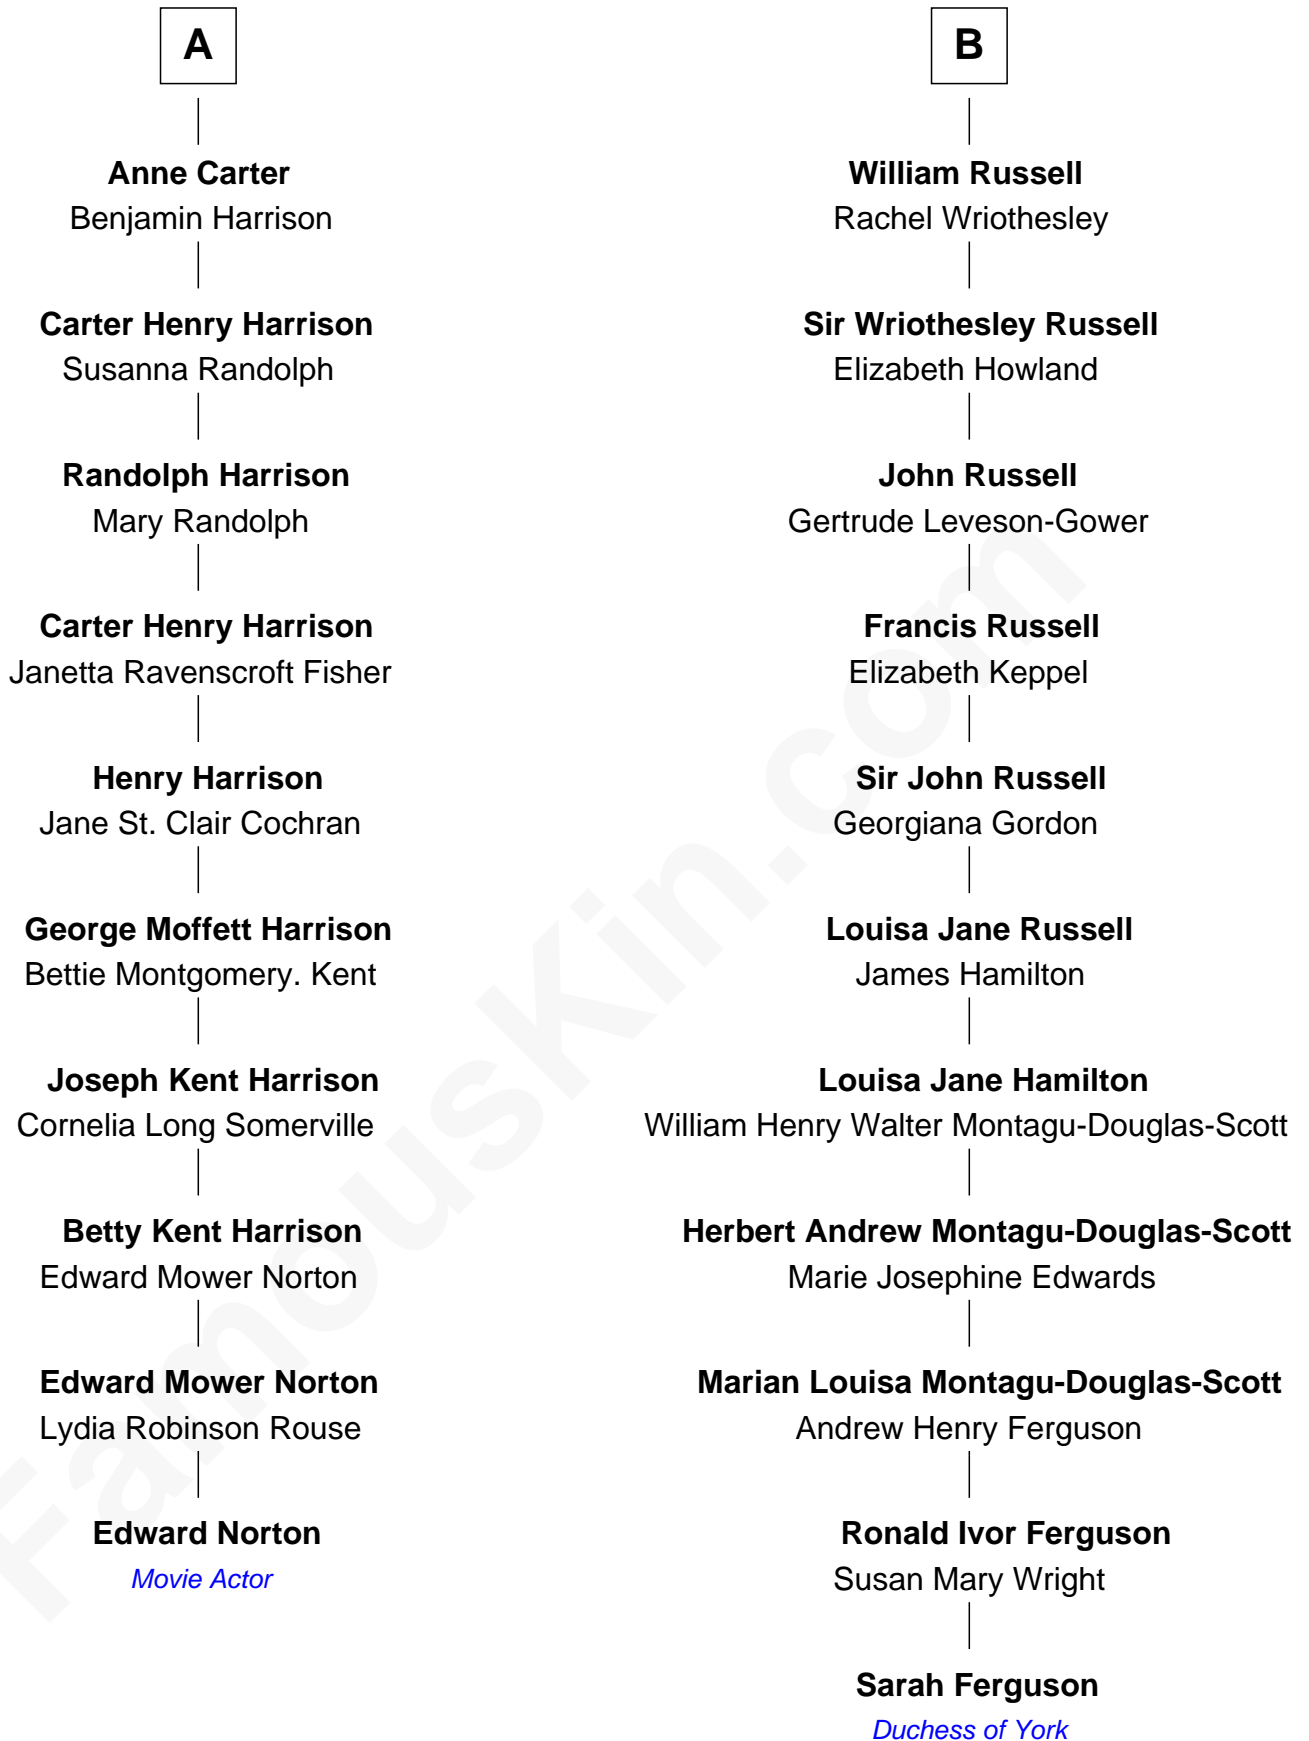 A
Anne Carter
Benjamin Harrison
Carter Henry Harrison
Susanna Randolph
Randolph Harrison
Mary Randolph
Carter Henry Harrison
Janetta Ravenscroft Fisher
Henry Harrison
Jane St. Clair Cochran
George Moffett Harrison
Bettie Montgomery. Kent
Joseph Kent Harrison
Cornelia Long Somerville
Betty Kent Harrison
Edward Mower Norton
Edward Mower Norton
Lydia Robinson Rouse
Edward Norton
Movie Actor
B
William Russell
Rachel Wriothesley
Sir Wriothesley Russell
Elizabeth Howland
John Russell
Gertrude Leveson-Gower
Francis Russell
Elizabeth Keppel
Sir John Russell
Georgiana Gordon
Louisa Jane Russell
James Hamilton
Louisa Jane Hamilton
William Henry Walter Montagu-Douglas-Scott
Herbert Andrew Montagu-Douglas-Scott
Marie Josephine Edwards
Marian Louisa Montagu-Douglas-Scott
Andrew Henry Ferguson
Ronald Ivor Ferguson
Susan Mary Wright
Sarah Ferguson
Duchess of York
FamousKin.com